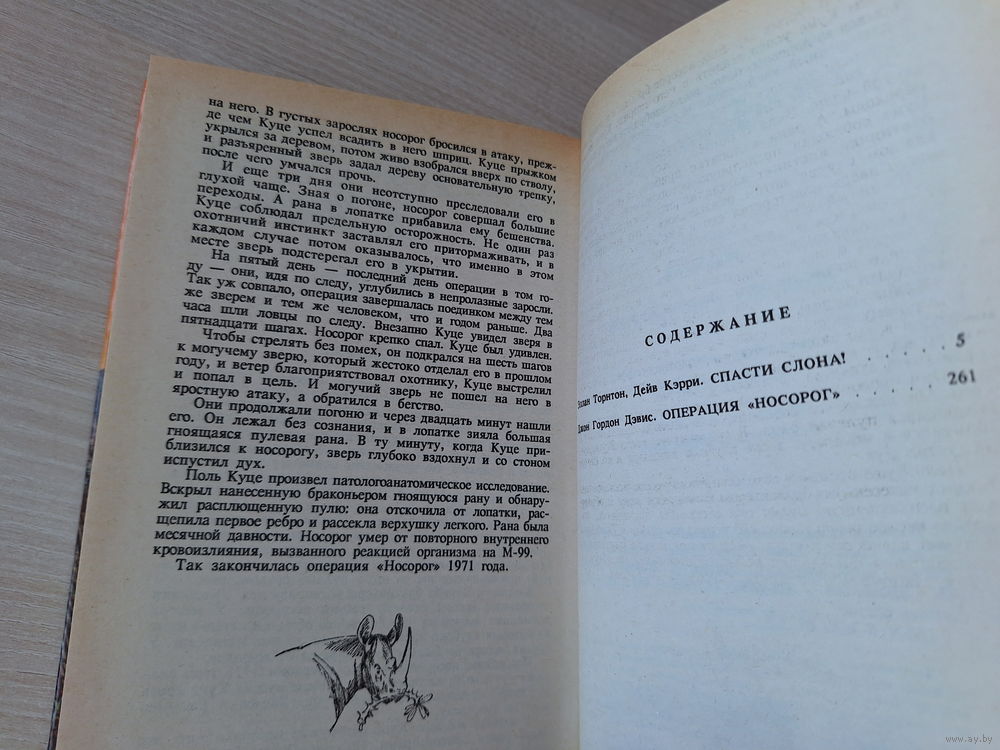 на него. В густых зарослях носорог бросился в атаку, преж-
де чем Куце успел всадить в него шприц. Куце прыжком
укрылся за деревом, потом живо взобрался вверх по стволу,
и разъяренный зверь задал дереву основательную трепку,
после чего умчался прочь.
И еще три дня они неотступно преследовали его в
глухой чаще. Зная о погоне, носорог совершал большие
переходы. А рана в лопатке прибавила ему бешенства.
Куце соблюдал предельную осторожность. Не один раз
охотничий инстинкт заставлял его притормаживать, и в
каждом случае потом оказывалось, что именно в этом
месте зверь подстерегал его в укрытии.
На пятый день — последний день операции в том го-
ду — они, идя по следу, углубились в непролазные заросли.
Так уж совпало, операция завершалась поединком между тем
же зверем и тем же человеком, что и годом раньше. Два
часа шли ловцы по следу. Внезапно Куце увидел зверя в
пятнадцати шагах. Носорог крепко спал. Куце был удивлен.
Чтобы стрелять без помех, он подкрался на шесть шагов
к могучему зверю, который жестоко отделал его в прошлом
году, и ветер благоприятствовал охотнику, Куце выстрелил
и попал в цель. И могучий зверь не пошел на него в
яростную атаку, а обратился в бегство.
Они продолжали погоню и через двадцать минут нашли
его. Он лежал без сознания, и в лопатке зияла большая
гноящаяся пулевая рана. В ту минуту, когда Куце при-
близился к носорогу, зверь глубоко вздохнул и со стоном
испустил дух.
Поль Куце произвел патологоанатомическое исследование.
Вскрыл нанесенную браконьером гноящуюся рану и обнару-
жил расплющенную пулю: она отскочила от лопатки, рас-
щепила первое ребро и рассекла верхушку легкого. Рана была
месячной давности. Носорог умер от повторного внутреннего
кровоизлияния, вызванного реакцией организма на М-99.
Так закончилась операция «Носорог» 1971 года.
СОДЕРЖАНИЕ
Торнтон, Дейв Кэрри. СПАСТИ СЛОНА! . . . . . 5
Джон Гордон Дэвис. ОПЕРАЦИЯ «НОСОРОГ» . . . . . 261
www.ay.by